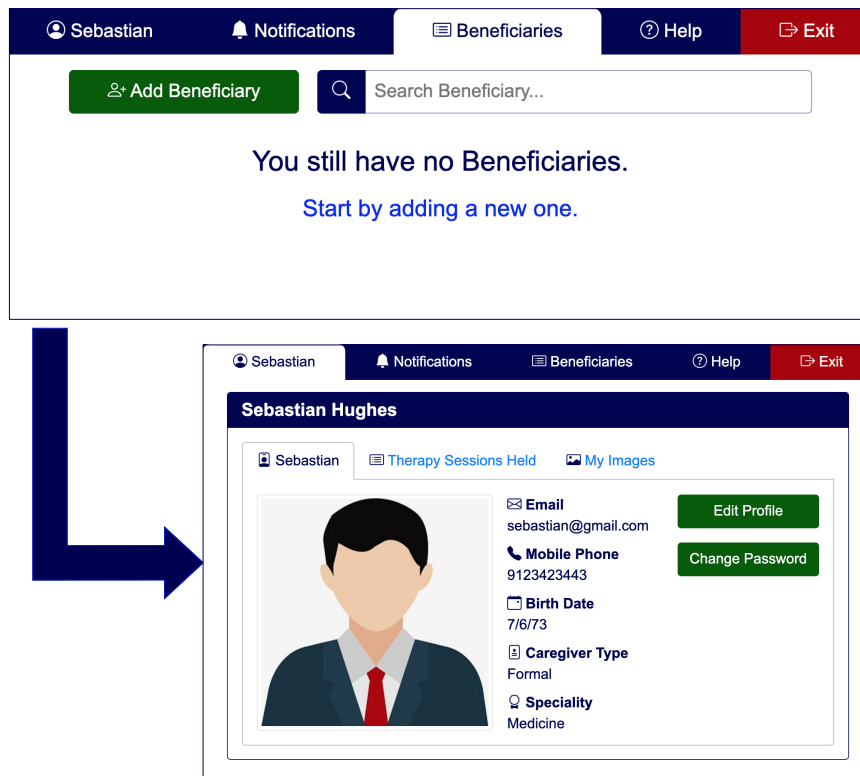 Sebastian Notifications Beneficiaries Help Exit
Add Beneficiary Search Beneficiary...
You still have no Beneficiaries.
Start by adding a new one.
Sebastian Notifications Beneficiaries Help Exit
Sebastian Hughes
Sebastian Therapy Sessions Held My Images
Email
sebastian@gmail.com
Mobile Phone
9123423443
Birth Date
7/6/73
Caregiver Type
Formal
Speciality
Medicine
Edit Profile
Change Password